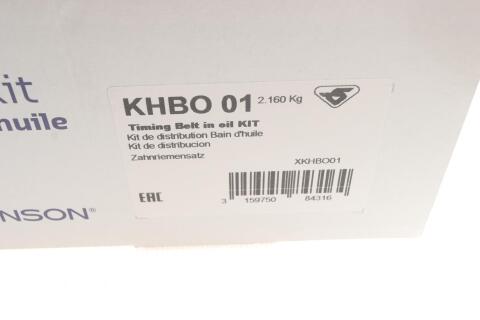 Kit
huile
KHBO 01 2.160 Kg
Timing Belt in oil KIT
Kit de distribution Bain d'huile
Kit de distribucion
Zahnriemensatz
XKHBO01
EAC
3 159750 84316
NSON®